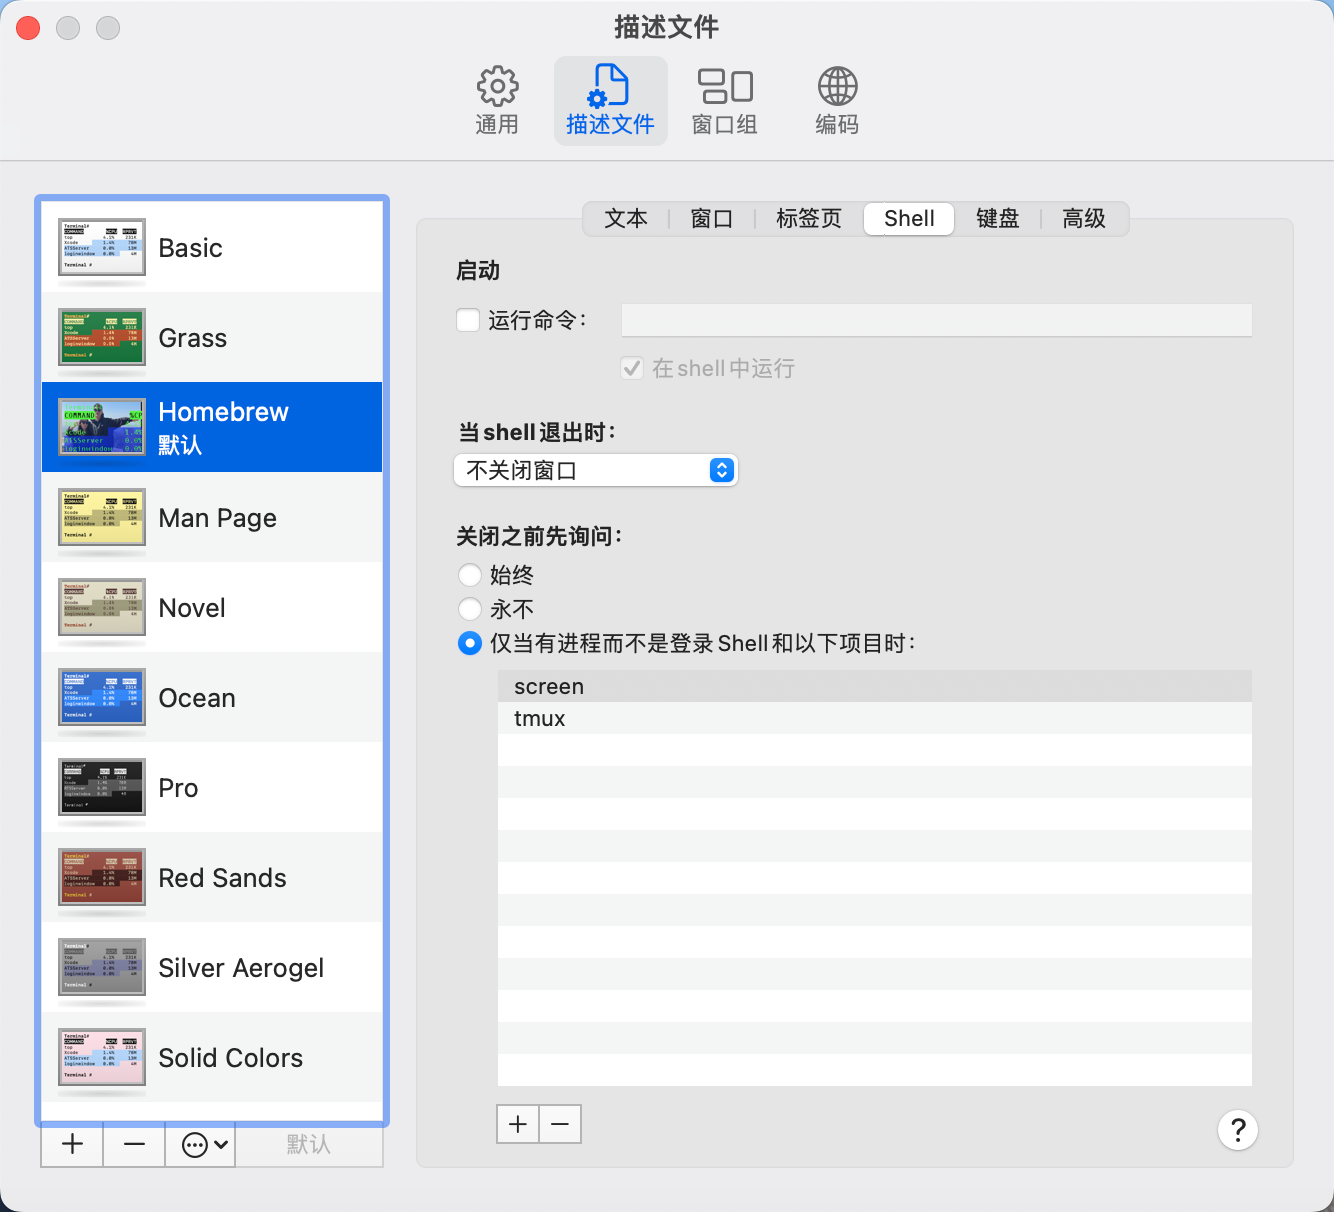 描述文件
通用
描述文件
窗口组
编码
Basic
Grass
Homebrew
默认
Man Page
Novel
Ocean
Pro
Red Sands
Silver Aerogel
Solid Colors
默认
文本
窗口
标签页
Shell
键盘
高级
启动
运行命令：
在 shell 中运行
当 shell 退出时：
不关闭窗口
关闭之前先询问：
始终
永不
仅当有进程而不是登录 Shell 和以下项目时：
screen
tmux
?